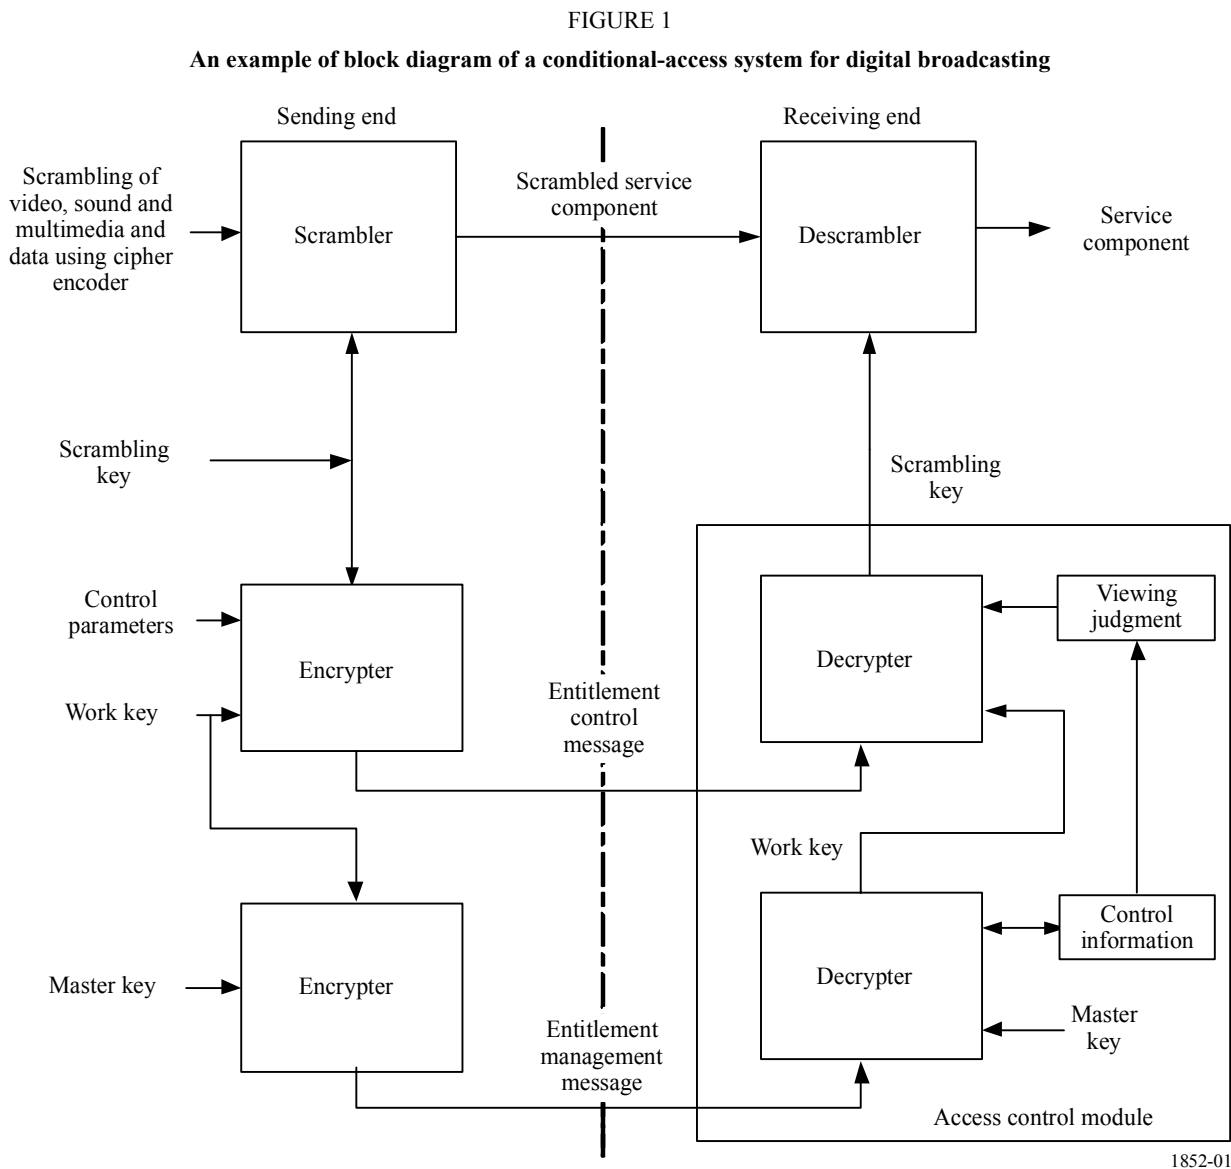 FIGURE 1
An example of block diagram of a conditional-access system for digital broadcasting
Sending end
Receiving end
Scrambling of
video, sound and
multimedia and
data using cipher
encoder
Scrambler
Scrambled service
component
Descrambler
Service
component
Scrambling
key
Scrambling
key
Control
parameters
Encrypter
Work key
Entitlement
control
message
Decrypter
Viewing
judgment
Work key
Master key
Encrypter
Entitlement
management
message
Decrypter
Control
information
Master
key
Access control module
1852-01